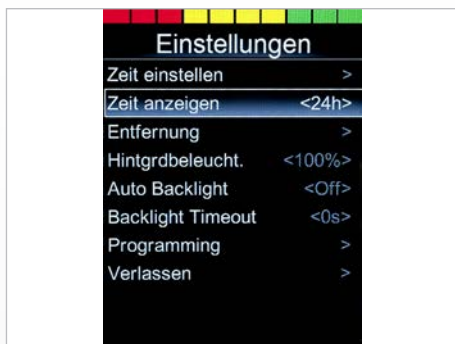 Einstellungen
Zeit einstellen >
Zeit anzeigen <24h>
Entfernung >
Hintgrdbeleucht. <100%>
Auto Backlight <Off>
Backlight Timeout <0s>
Programming >
Verlassen >